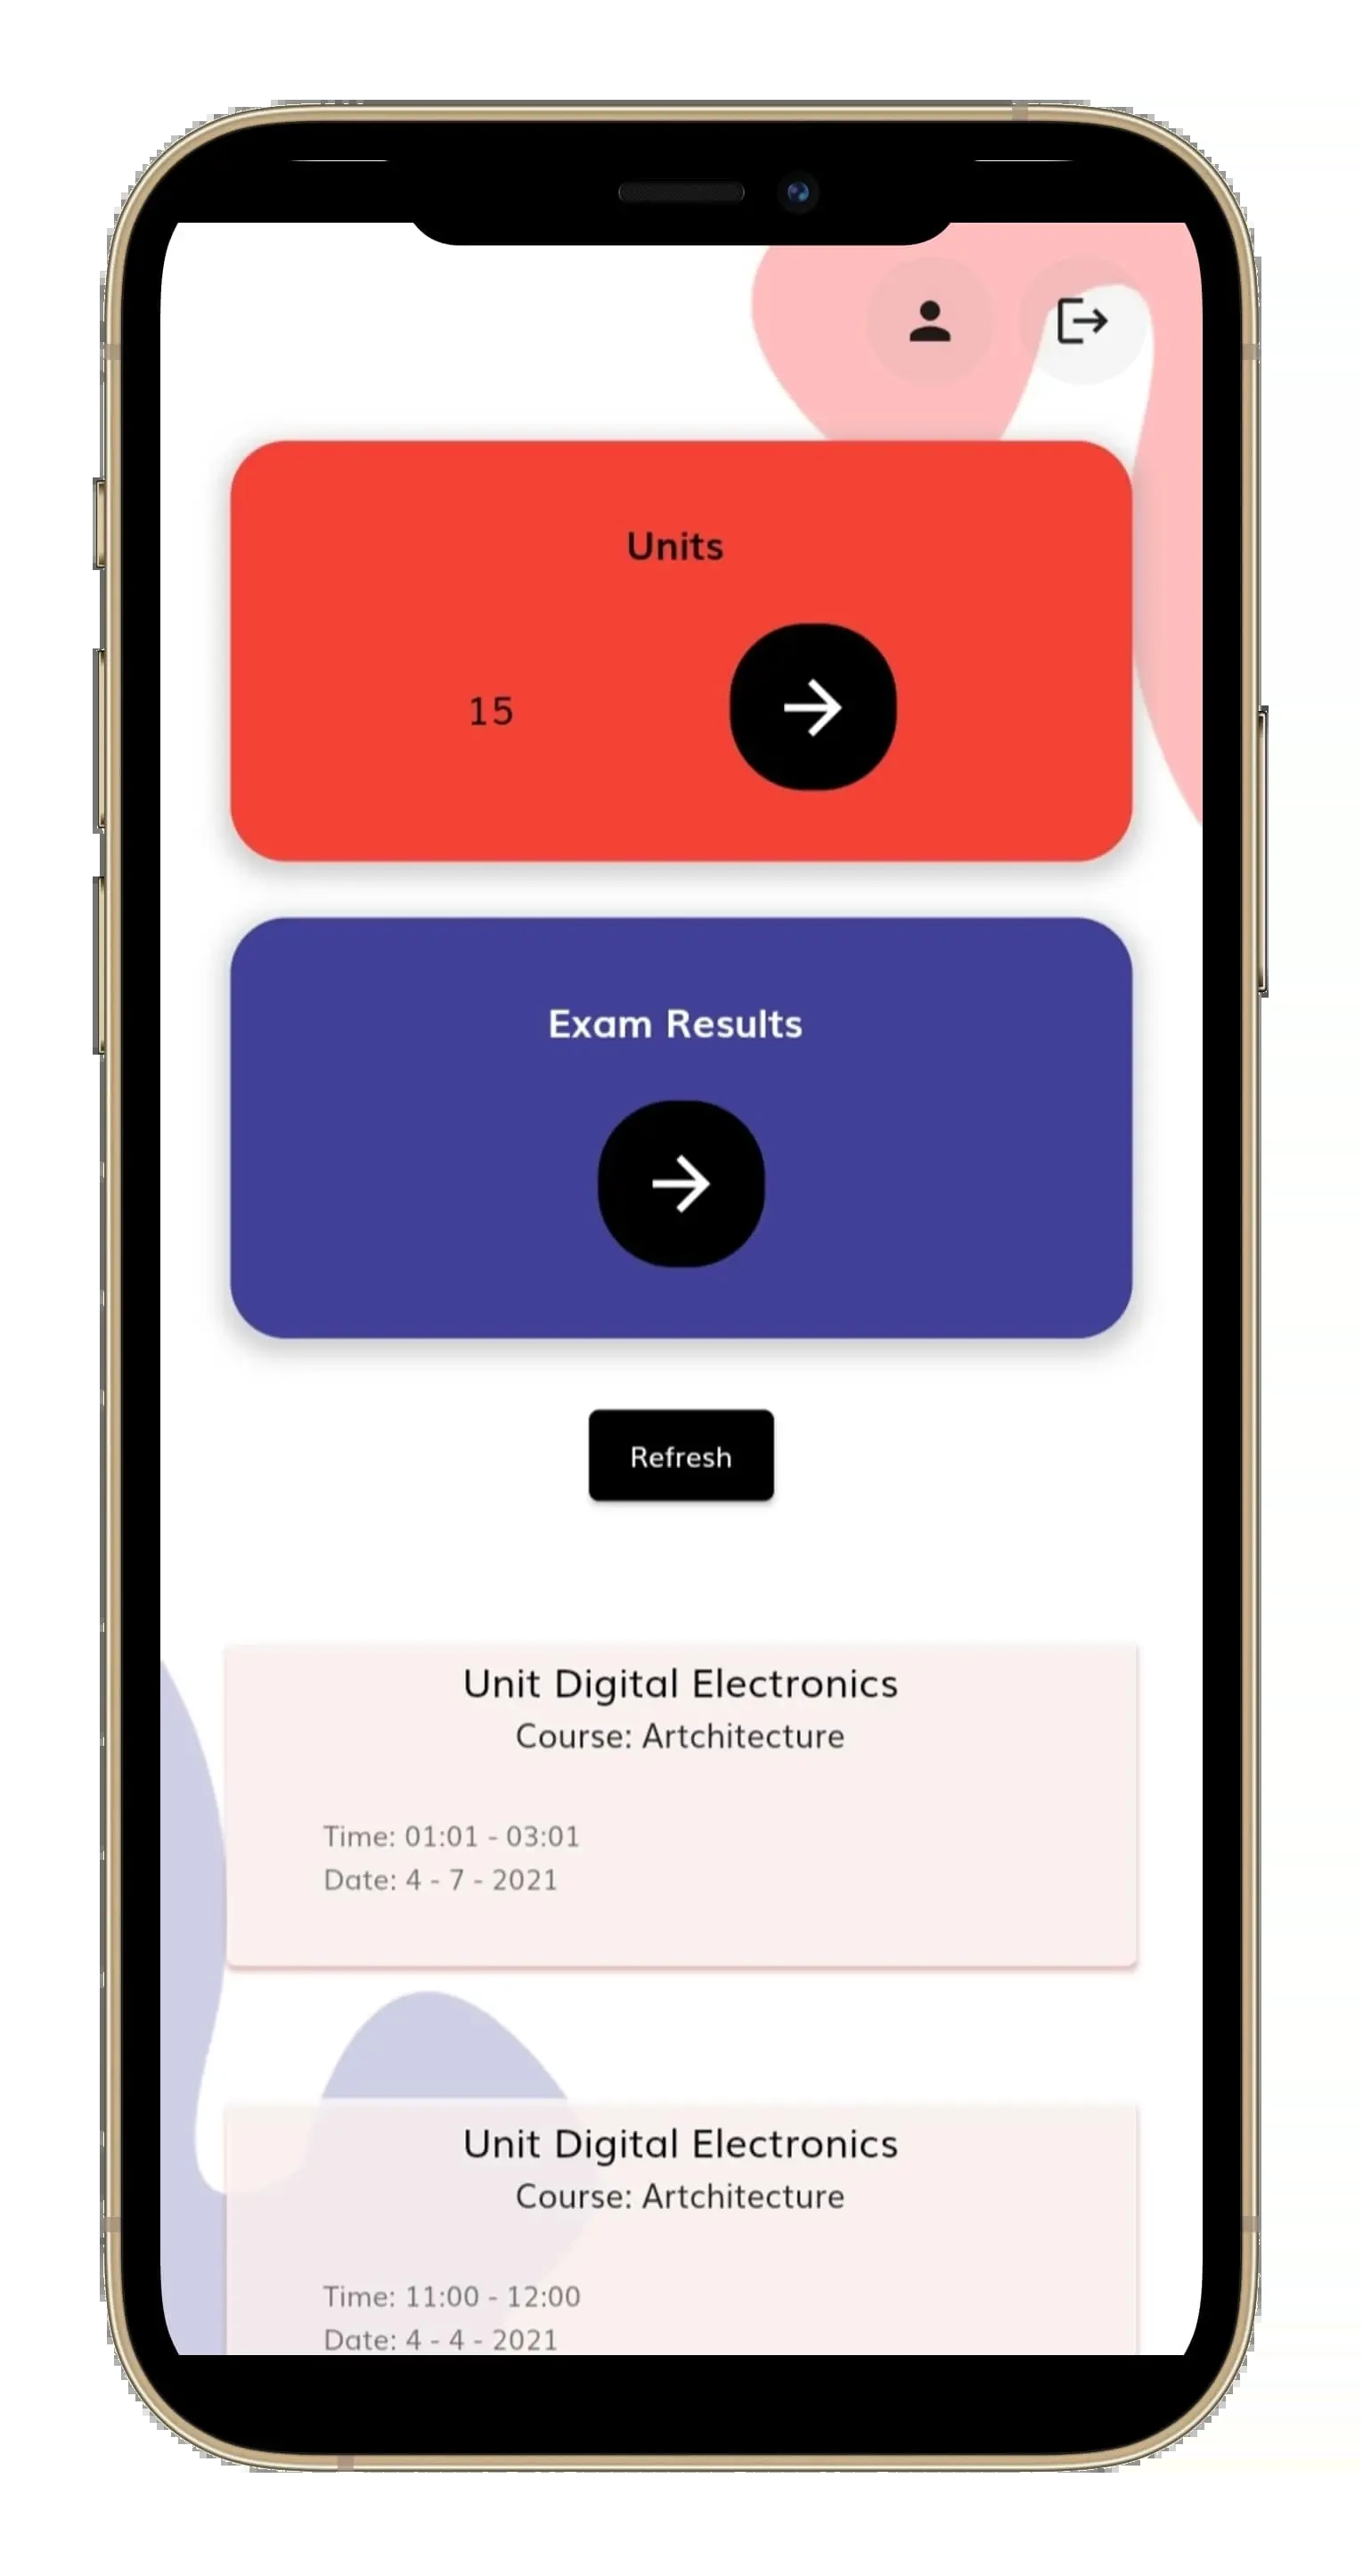 Units
15
Exam Results
Refresh
Unit Digital Electronics
Course: Artchitecture
Time: 01:01 - 03:01
Date: 4 - 7 - 2021
Unit Digital Electronics
Course: Artchitecture
Time: 11:00 - 12:00
Date: 4 - 4 - 2021